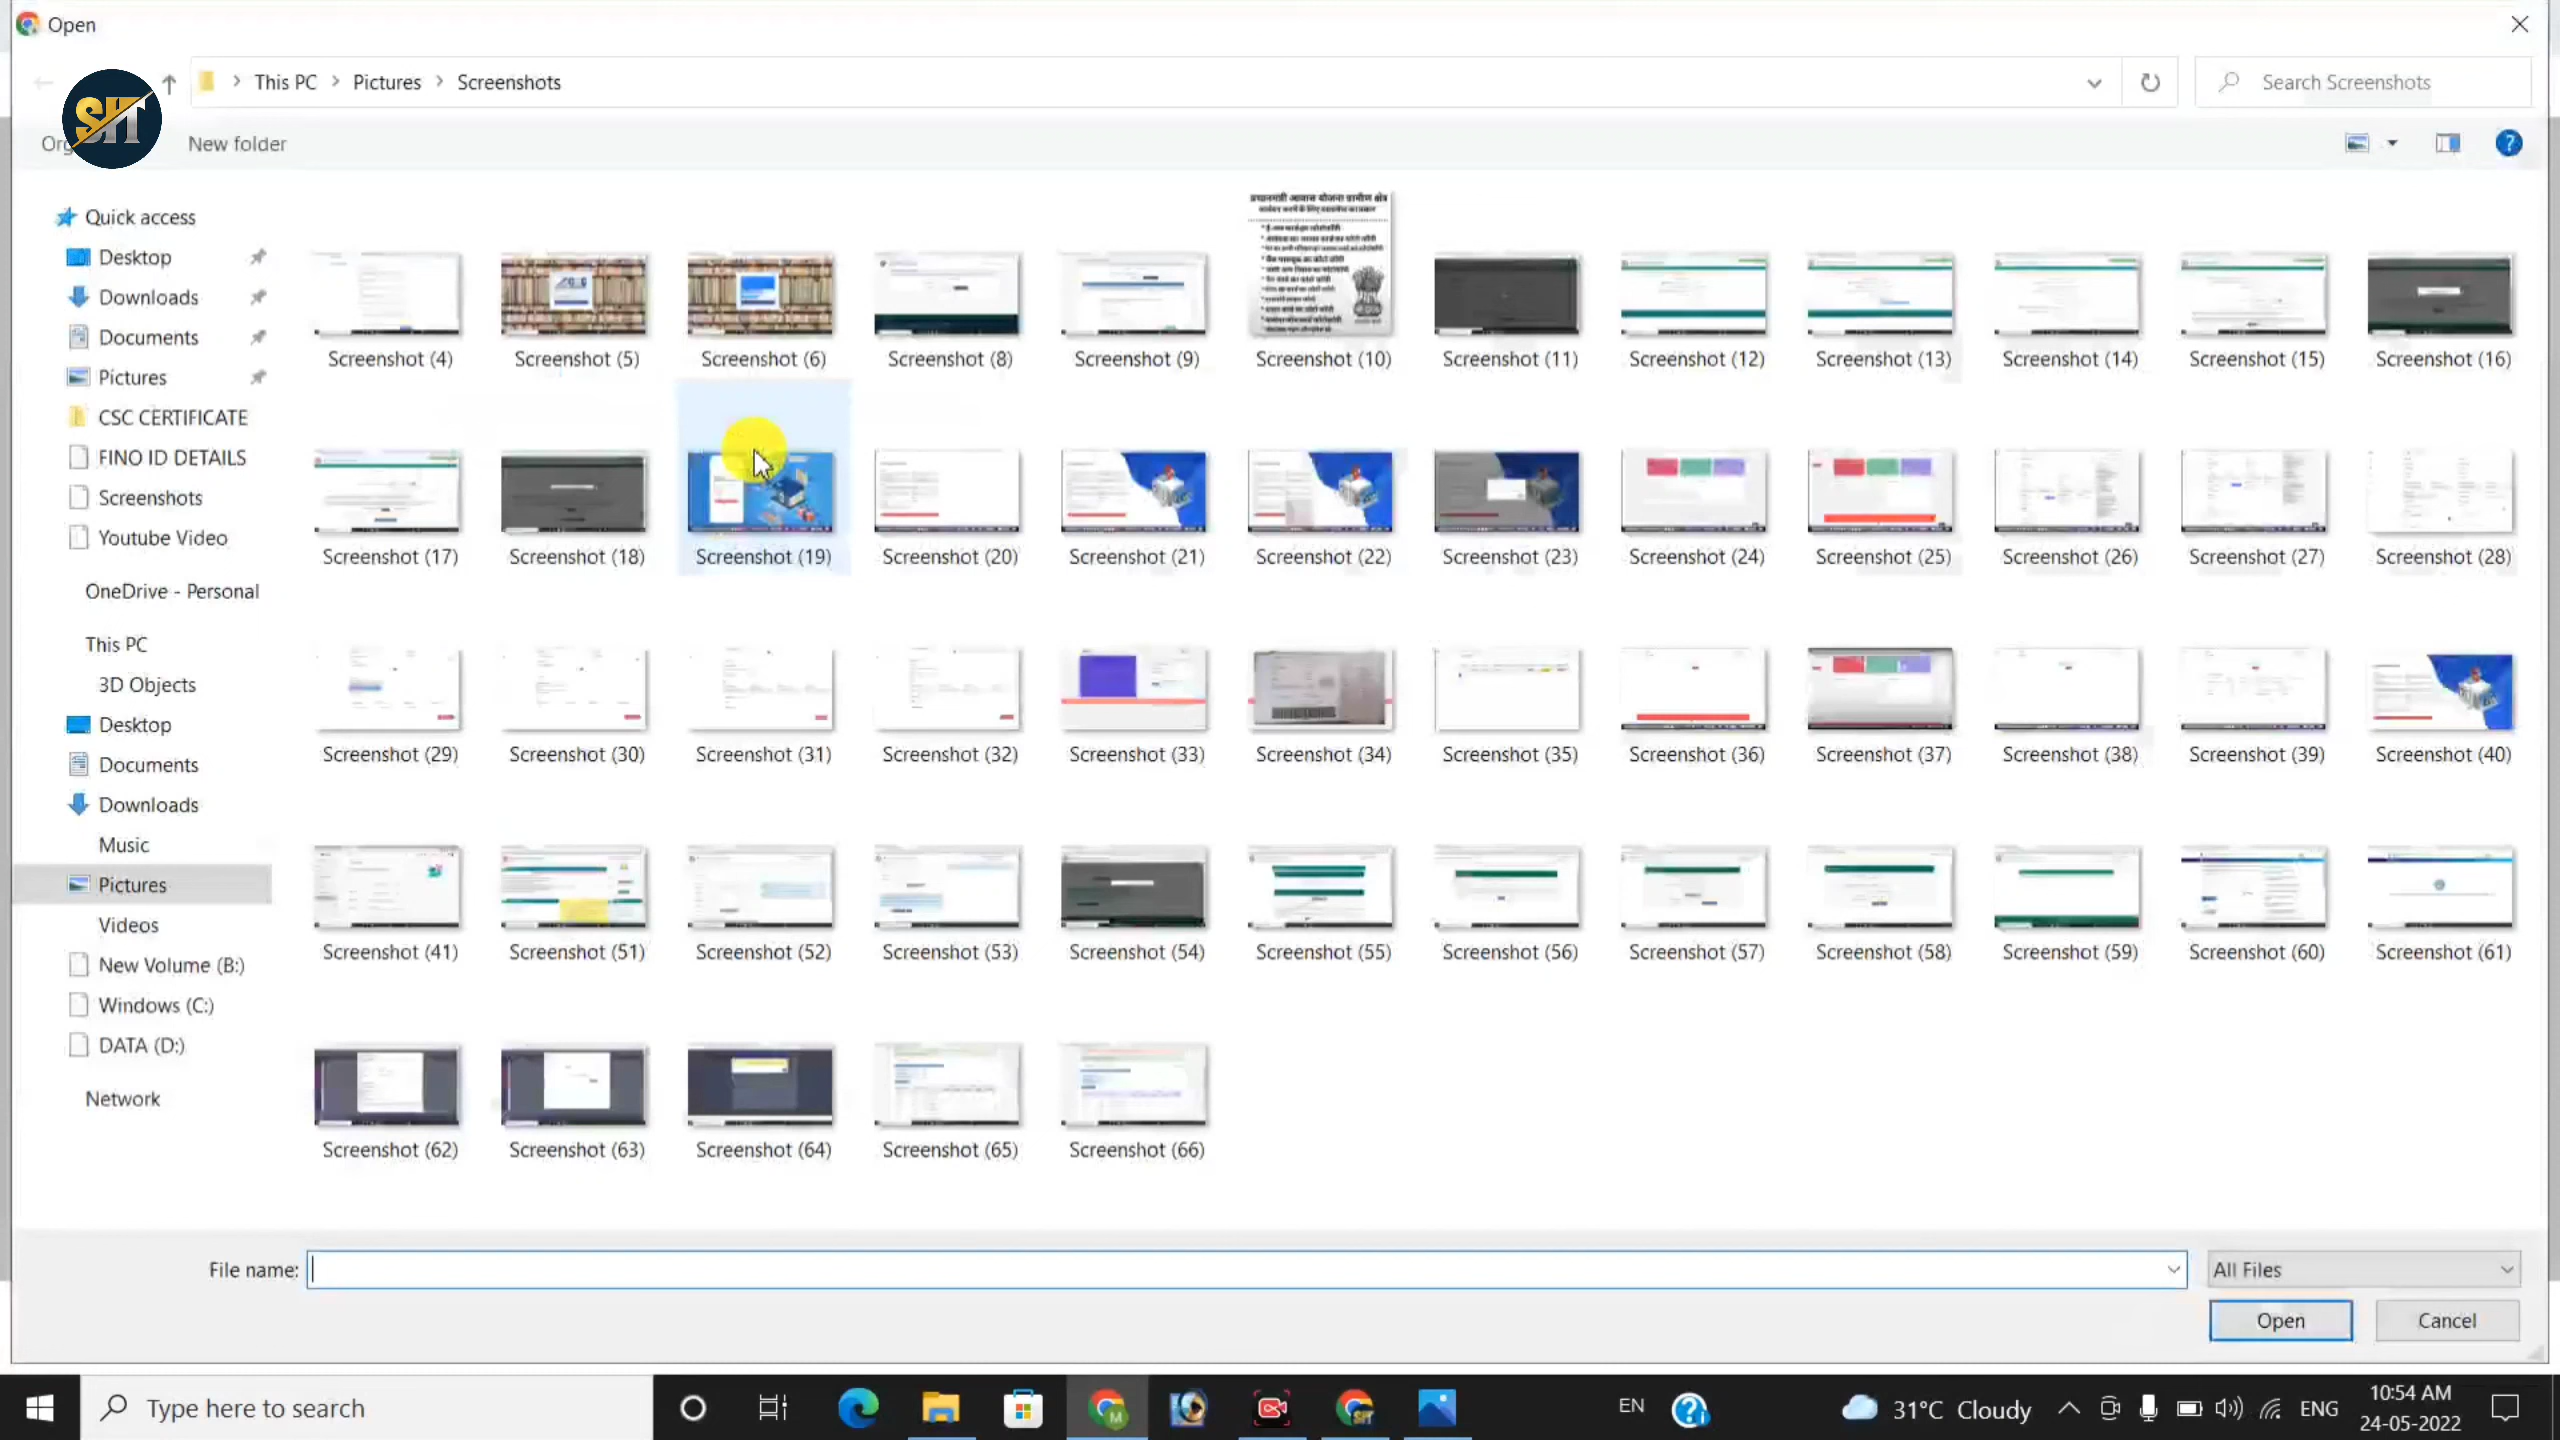 Open
This PC > Pictures > Screenshots
Search Screenshots
SIT
New folder
Quick access
Desktop
Downloads
Documents
Pictures
CSC CERTIFICATE
FINO ID DETAILS
Screenshots
Youtube Video
OneDrive - Personal
This PC
3D Objects
Desktop
Documents
Downloads
Music
Pictures
Videos
New Volume (B:)
Windows (C:)
DATA (D:)
Network
प्रधानमंत्री आवास योजना ग्रामीण क्षेत्र
Screenshot (4) Screenshot (5) Screenshot (6) Screenshot (8) Screenshot (9) Screenshot (10) Screenshot (11) Screenshot (12) Screenshot (13) Screenshot (14) Screenshot (15) Screenshot (16)
Screenshot (17) Screenshot (18) Screenshot (19) Screenshot (20) Screenshot (21) Screenshot (22) Screenshot (23) Screenshot (24) Screenshot (25) Screenshot (26) Screenshot (27) Screenshot (28)
Screenshot (29) Screenshot (30) Screenshot (31) Screenshot (32) Screenshot (33) Screenshot (34) Screenshot (35) Screenshot (36) Screenshot (37) Screenshot (38) Screenshot (39) Screenshot (40)
Screenshot (41) Screenshot (51) Screenshot (52) Screenshot (53) Screenshot (54) Screenshot (55) Screenshot (56) Screenshot (57) Screenshot (58) Screenshot (59) Screenshot (60) Screenshot (61)
Screenshot (62) Screenshot (63) Screenshot (64) Screenshot (65) Screenshot (66)
File name:
All Files
Open Cancel
Type here to search
EN
31°C Cloudy
ENG
10:54 AM
24-05-2022